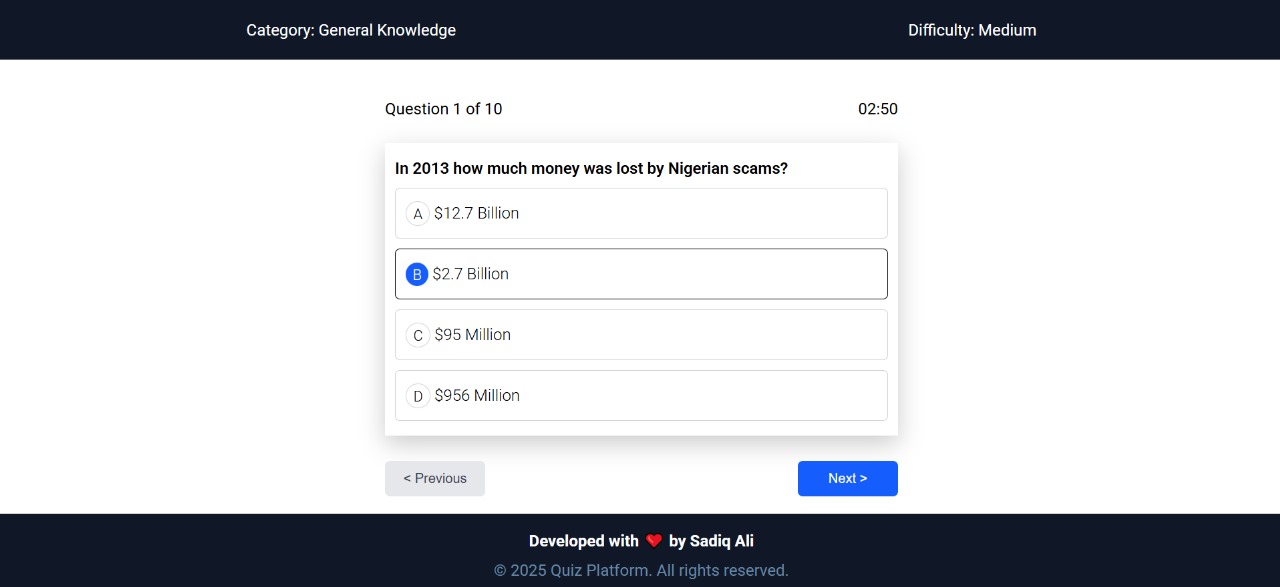 Category: General Knowledge
Difficulty: Medium
Question 1 of 10
02:50
In 2013 how much money was lost by Nigerian scams?
A $12.7 Billion
B $2.7 Billion
C $95 Million
D $956 Million
< Previous
Next >
Developed with ❤️ by Sadiq Ali
© 2025 Quiz Platform. All rights reserved.